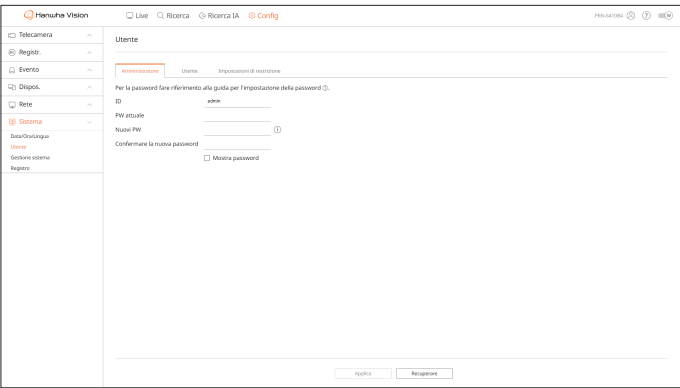 Hanwha Vision Live Ricerca Ricerca IA Config PRN-6410B4
Telecamera
Registr.
Evento
Dispos.
Rete
Sistema
Data/Ora/Lingua
Utente
Gestione sistema
Registro
Utente
Amministratore Utente Impostazioni di restrizione
Per la password fare riferimento alla guida per l'impostazione della password
ID admin
PW attuale
Nuovi PW
Confermare la nuova password
Mostra password
Applica Recuperare